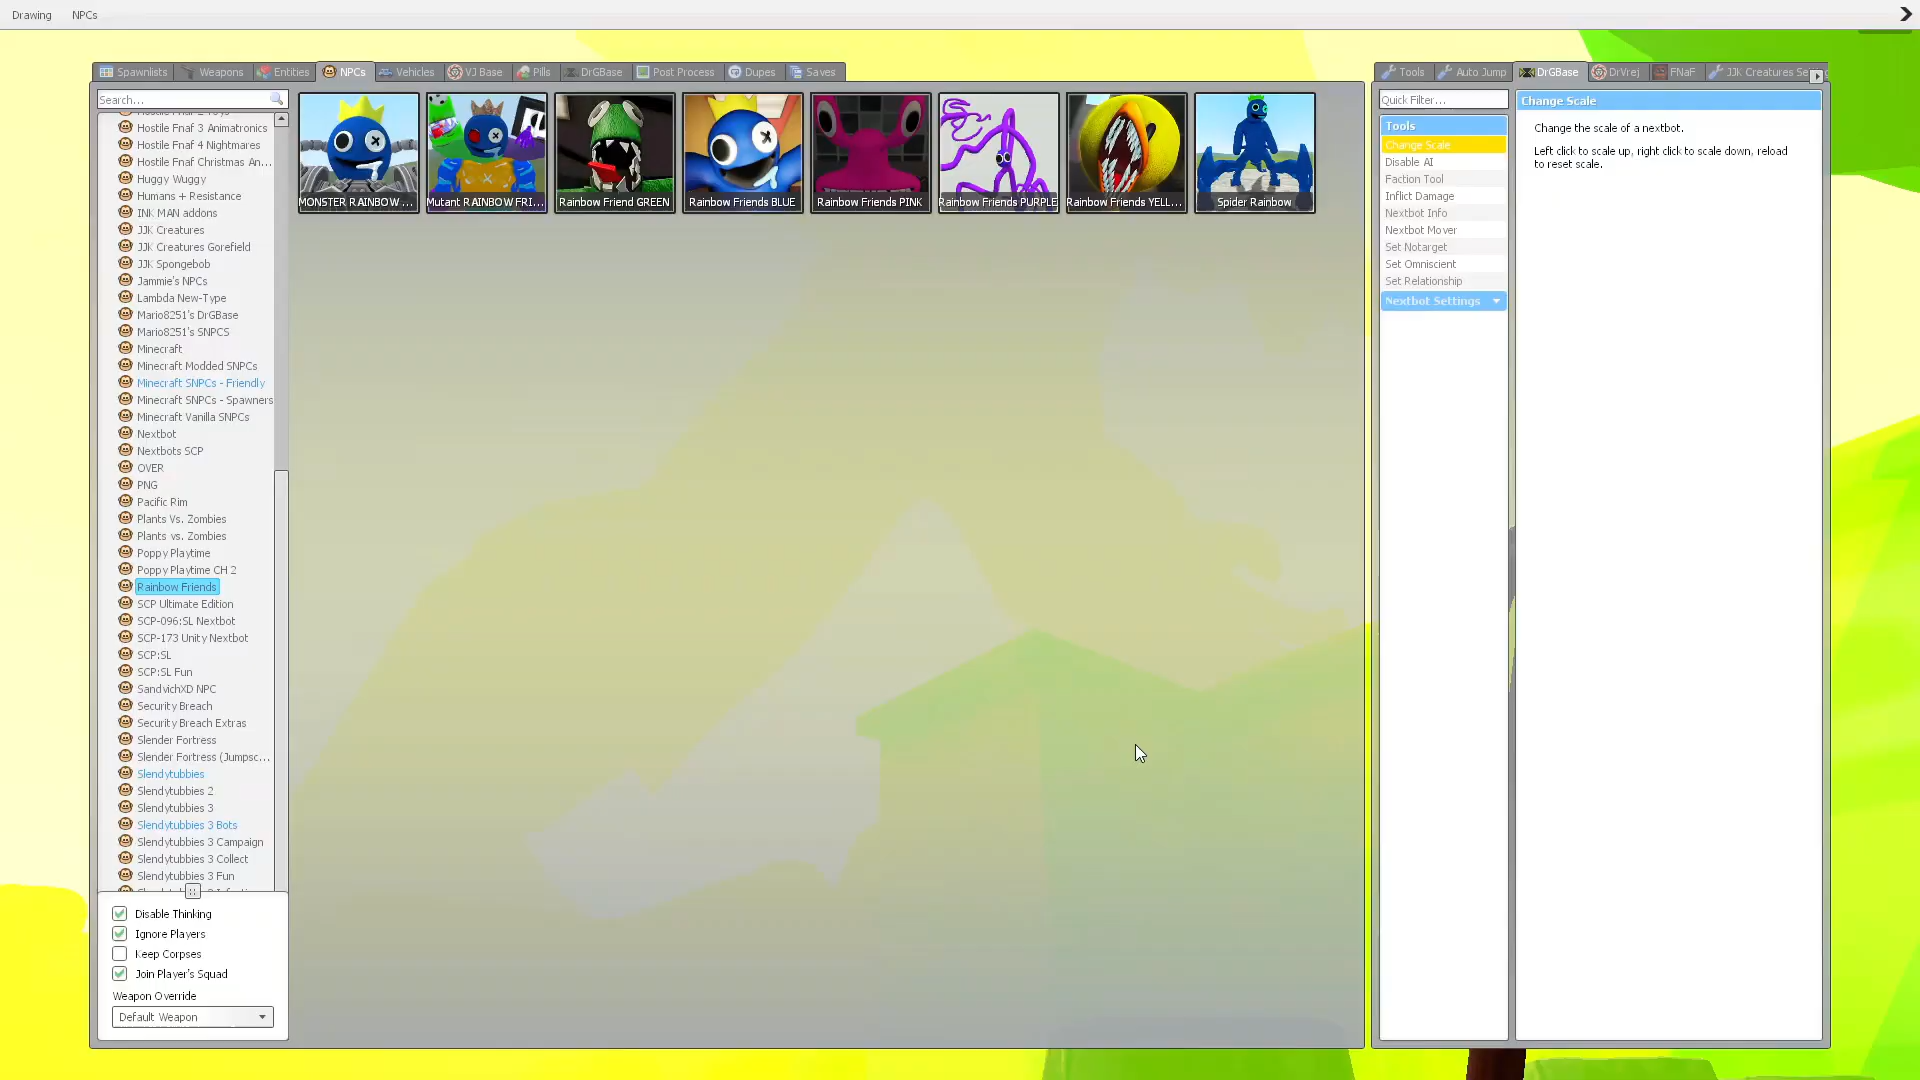 Drawing NPCs
Spawnlists Weapons Entities NPCs Vehicles VJ Base Pills DrGBase Post Process Dupes Saves
Tools Auto Jump DrGBase DrVrej FNaF JJK Creatures Se
Search...
Hostile Fnaf 2 Toys
Hostile Fnaf 3 Animatronics
Hostile Fnaf 4 Nightmares
Hostile Fnaf Christmas An...
Huggy Wuggy
Humans + Resistance
INK MAN addons
JJK Creatures
JJK Creatures Gorefield
JJK Spongebob
Jammie's NPCs
Lambda New-Type
Mario8251's DrGBase
Mario8251's SNPCS
Minecraft
Minecraft Modded SNPCs
Minecraft SNPCs - Friendly
Minecraft SNPCs - Spawners
Minecraft Vanilla SNPCs
Nextbot
Nextbots SCP
OVER
PNG
Pacific Rim
Plants Vs. Zombies
Plants vs. Zombies
Poppy Playtime
Poppy Playtime CH 2
Rainbow Friends
SCP Ultimate Edition
SCP-096:SL Nextbot
SCP-173 Unity Nextbot
SCP:SL
SCP:SL Fun
SandvichXD NPC
Security Breach
Security Breach Extras
Slender Fortress
Slender Fortress (Jumpsc...
Slendytubbies
Slendytubbies 2
Slendytubbies 3
Slendytubbies 3 Bots
Slendytubbies 3 Campaign
Slendytubbies 3 Collect
Slendytubbies 3 Fun
Disable Thinking
Ignore Players
Keep Corpses
Join Player's Squad
Weapon Override
Default Weapon
MONSTER RAINBOW ...
Mutant RAINBOW FRI...
Rainbow Friend GREEN
Rainbow Friends BLUE
Rainbow Friends PINK
Rainbow Friends PURPLE
Rainbow Friends YELL...
Spider Rainbow
Quick Filter...
Tools
Change Scale
Disable AI
Faction Tool
Inflict Damage
Nextbot Info
Nextbot Mover
Set Notarget
Set Omniscient
Set Relationship
Nextbot Settings
Change Scale
Change the scale of a nextbot.
Left click to scale up, right click to scale down, reload
to reset scale.